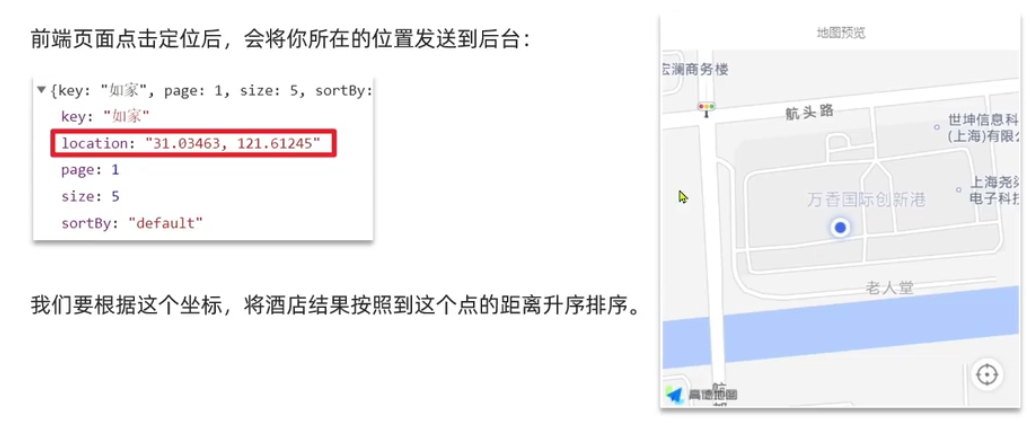 前端页面点击定位后，会将你所在的位置发送到后台：
{key: "如家", page: 1, size: 5, sortBy:
key: "如家"
location: "31.03463, 121.61245"
page: 1
size: 5
sortBy: "default"
我们要根据这个坐标，将酒店结果按照到这个点的距离升序排序。
地图预览
宏澜商务楼
航头路
世坤信息科
(上海)有限公
上海尧
电子科技
万香国际创新港
老人堂
高德地图